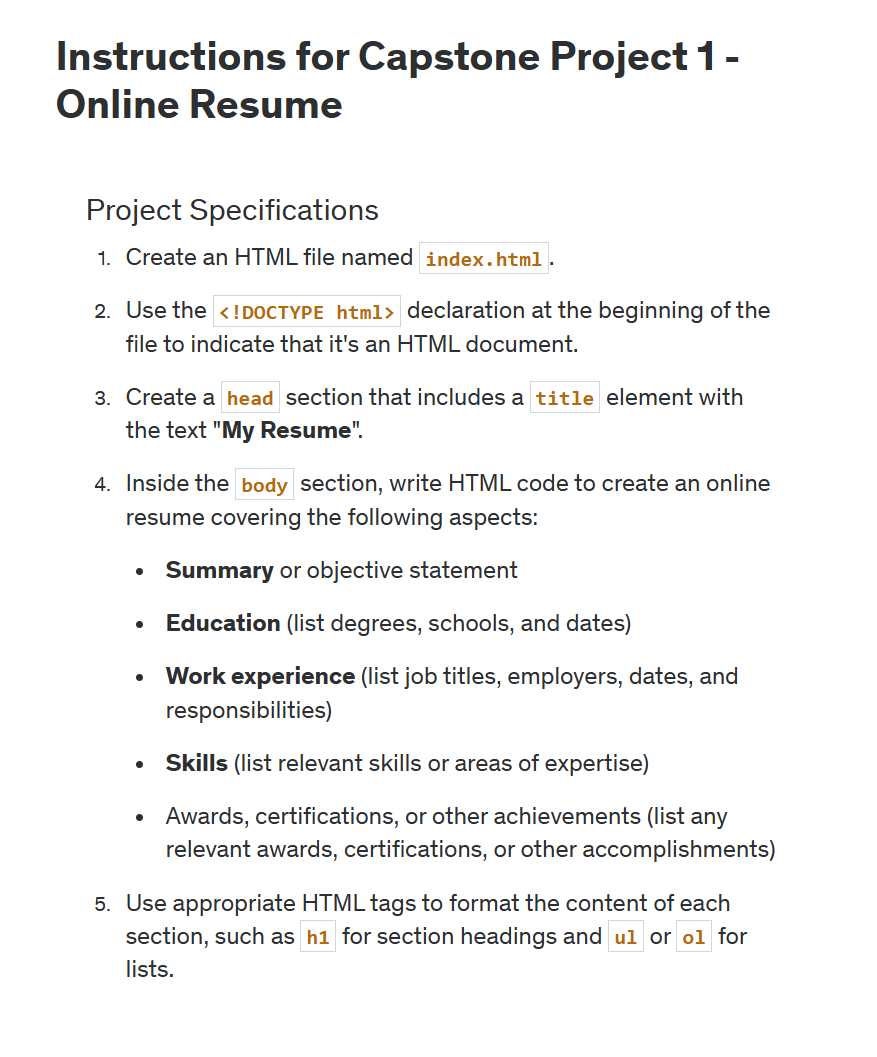 Instructions for Capstone Project 1 -
Online Resume
Project Specifications
1. Create an HTML file named index.html.
2. Use the <!DOCTYPE html> declaration at the beginning of the
file to indicate that it's an HTML document.
3. Create a head section that includes a title element with
the text "My Resume".
4. Inside the body section, write HTML code to create an online
resume covering the following aspects:
• Summary or objective statement
• Education (list degrees, schools, and dates)
• Work experience (list job titles, employers, dates, and
responsibilities)
• Skills (list relevant skills or areas of expertise)
• Awards, certifications, or other achievements (list any
relevant awards, certifications, or other accomplishments)
5. Use appropriate HTML tags to format the content of each
section, such as h1 for section headings and ul or ol for
lists.